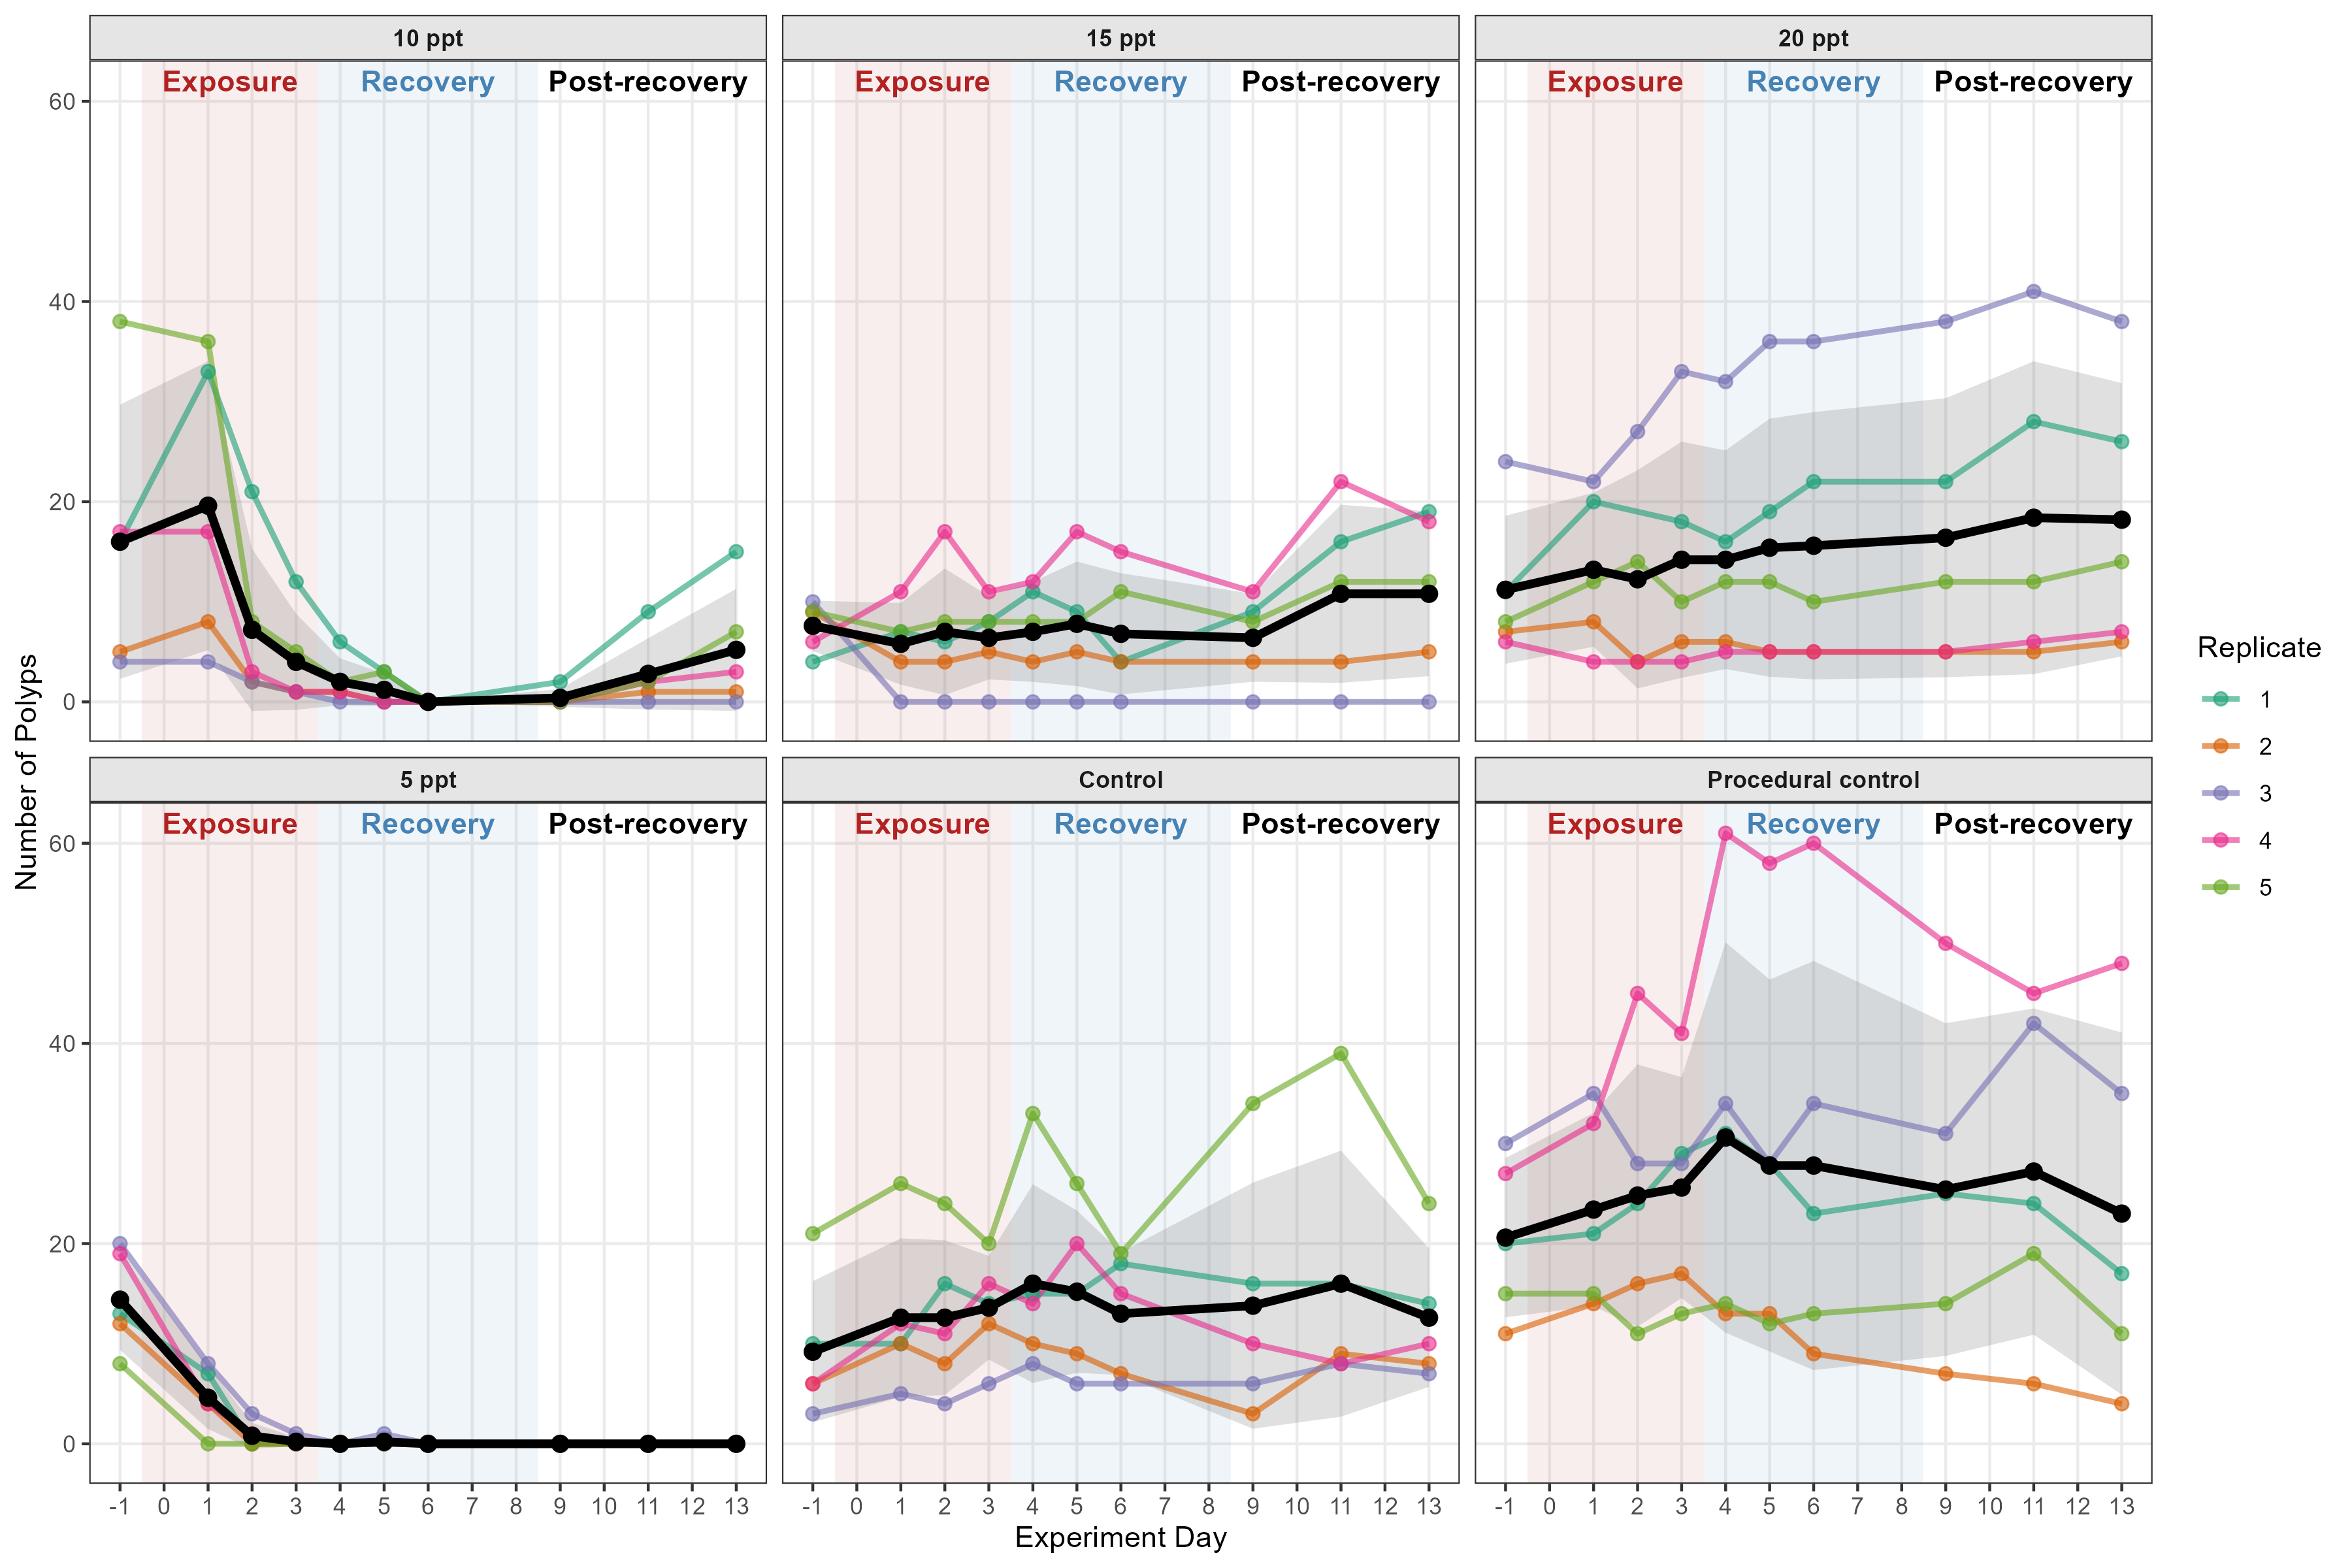 10 ppt
15 ppt
20 ppt
Exposure Recovery Post-recovery
Exposure Recovery Post-recovery
Exposure Recovery Post-recovery
60
40
20
0
5 ppt
Control
Procedural control
Exposure Recovery Post-recovery
Exposure Recovery Post-recovery
Exposure Recovery Post-recovery
60
40
20
0
-1 0 1 2 3 4 5 6 7 8 9 10 11 12 13
-1 0 1 2 3 4 5 6 7 8 9 10 11 12 13
-1 0 1 2 3 4 5 6 7 8 9 10 11 12 13
Experiment Day
Number of Polyps
Replicate
1
2
3
4
5